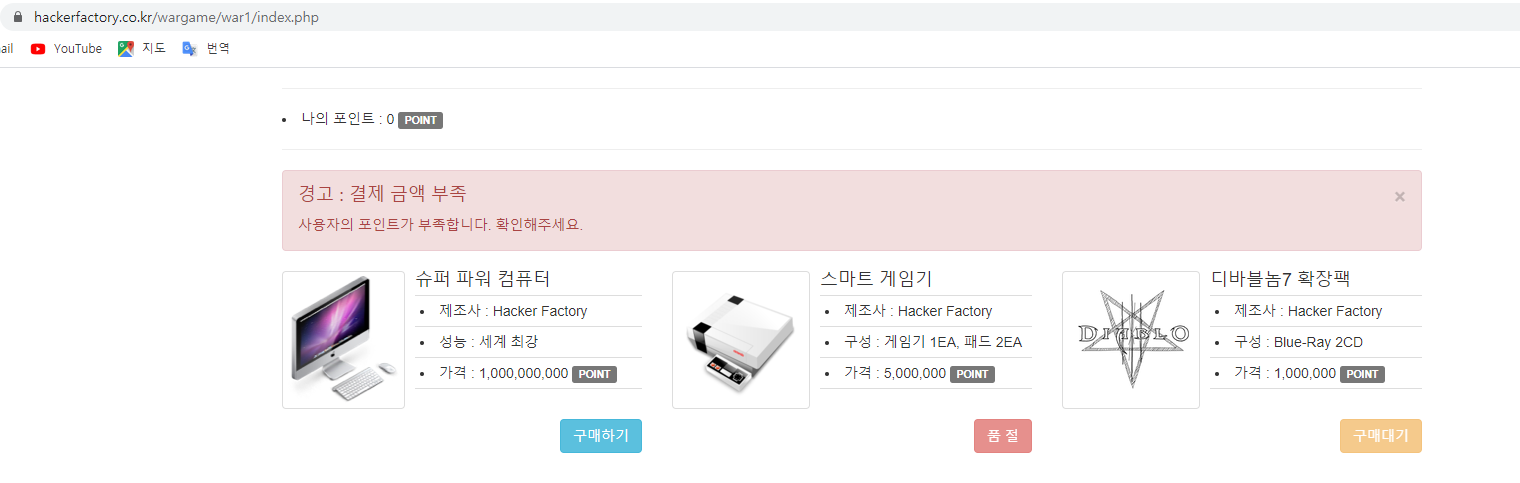 hackerfactory.co.kr/wargame/war1/index.php
ail YouTube 지도 번역
나의 포인트 : 0 POINT
경고 : 결제 금액 부족 ×
사용자의 포인트가 부족합니다. 확인해주세요.
슈퍼 파워 컴퓨터
제조사 : Hacker Factory
성능 : 세계 최강
가격 : 1,000,000,000 POINT
구매하기
스마트 게임기
제조사 : Hacker Factory
구성 : 게임기 1EA, 패드 2EA
가격 : 5,000,000 POINT
품 절
DIABLO
디바블놈7 확장팩
제조사 : Hacker Factory
구성 : Blue-Ray 2CD
가격 : 1,000,000 POINT
구매대기